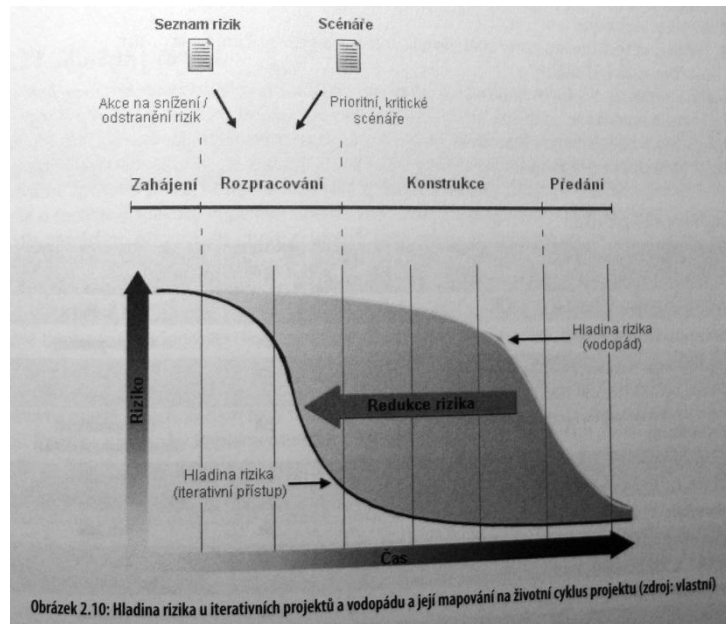 Seznam rizik
Scénáře
Akce na snížení /
odstranění rizik
Prioritní, kritické
scénáře
Zahájení
Rozpracování
Konstrukce
Předání
Hladina rizika
(vodopád)
Riziko
Redukce rizika
Hladina rizika
(iterativní přístup)
Čas
Obrázek 2.10: Hladina rizika u iterativních projektů a vodopádu a její mapování na životní cyklus projektu (zdroj: vlastní)